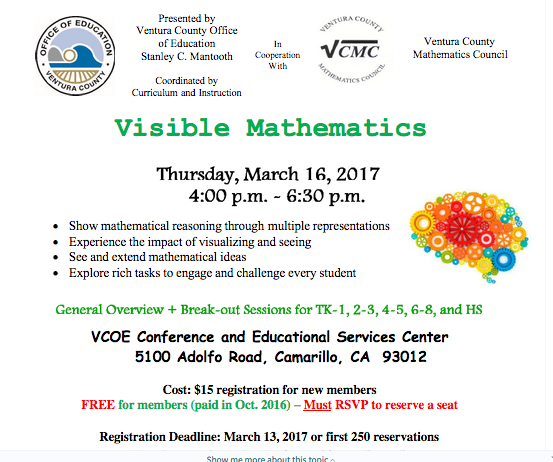 OFFICE OF EDUCATION
VENTURA COUNTY
Presented by
Ventura County Office
of Education
Stanley C. Mantooth
Coordinated by
Curriculum and Instruction
In
Cooperation
With
VENTURA COUNTY
√CMC
MATHEMATICS COUNCIL
Ventura County
Mathematics Council
Visible Mathematics
Thursday, March 16, 2017
4:00 p.m. - 6:30 p.m.
• Show mathematical reasoning through multiple representations
• Experience the impact of visualizing and seeing
• See and extend mathematical ideas
• Explore rich tasks to engage and challenge every student
General Overview + Break-out Sessions for TK-1, 2-3, 4-5, 6-8, and HS
VCOE Conference and Educational Services Center
5100 Adolfo Road, Camarillo, CA 93012
Cost: $15 registration for new members
FREE for members (paid in Oct. 2016) – Must RSVP to reserve a seat
Registration Deadline: March 13, 2017 or first 250 reservations
Show me more about this topic